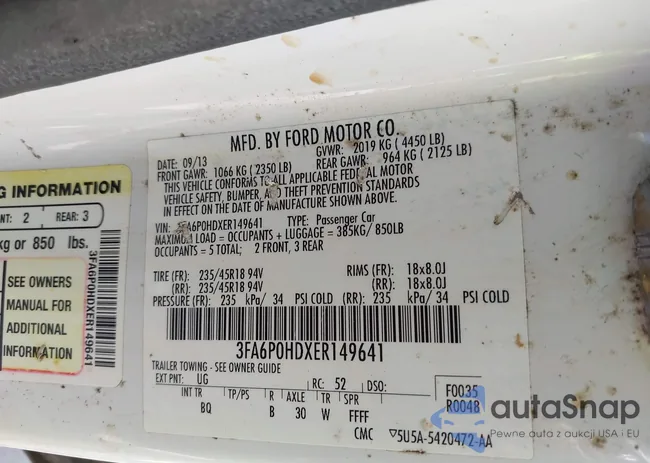 MFD. BY FORD MOTOR CO.
DATE: 09/13 GVWR: 2019 KG (4450 LB)
FRONT GAWR: 1066 KG (2350 LB) REAR GAWR: 964 KG (2125 LB)
THIS VEHICLE CONFORMS TO ALL APPLICABLE FEDERAL MOTOR
VEHICLE SAFETY, BUMPER, AND THEFT PREVENTION STANDARDS
IN EFFECT ON THE DATE OF MANUFACTURE SHOWN ABOVE.
VIN: 3FA6P0HDXER149641 TYPE: Passenger Car
MAXIMUM LOAD = OCCUPANTS + LUGGAGE = 385KG/ 850LB
OCCUPANTS = 5 TOTAL; 2 FRONT, 3 REAR
TIRE (FR): 235/45R18 94V RIMS (FR): 18x8.0J
(RR): 235/45R18 94V (RR): 18x8.0J
PRESSURE (FR): 235 kPa/ 34 PSI COLD (RR): 235 kPa/ 34 PSI COLD
3FA6P0HDXER149641
TRAILER TOWING - SEE OWNER GUIDE
EXT PNT: UG RC: 52 DSO: F0035
R0048
INT TR TP/PS R AXLE TR SPR
BQ B 30 W FFFF
CMC ▽5U5A-5420472-AA
G INFORMATION
NT: 2 REAR: 3
kg or 850 lbs.
SEE OWNERS
MANUAL FOR
ADDITIONAL
INFORMATION
3FA6P0HDXER149641
autaSnap
Pewne auta z aukcji USA i EU